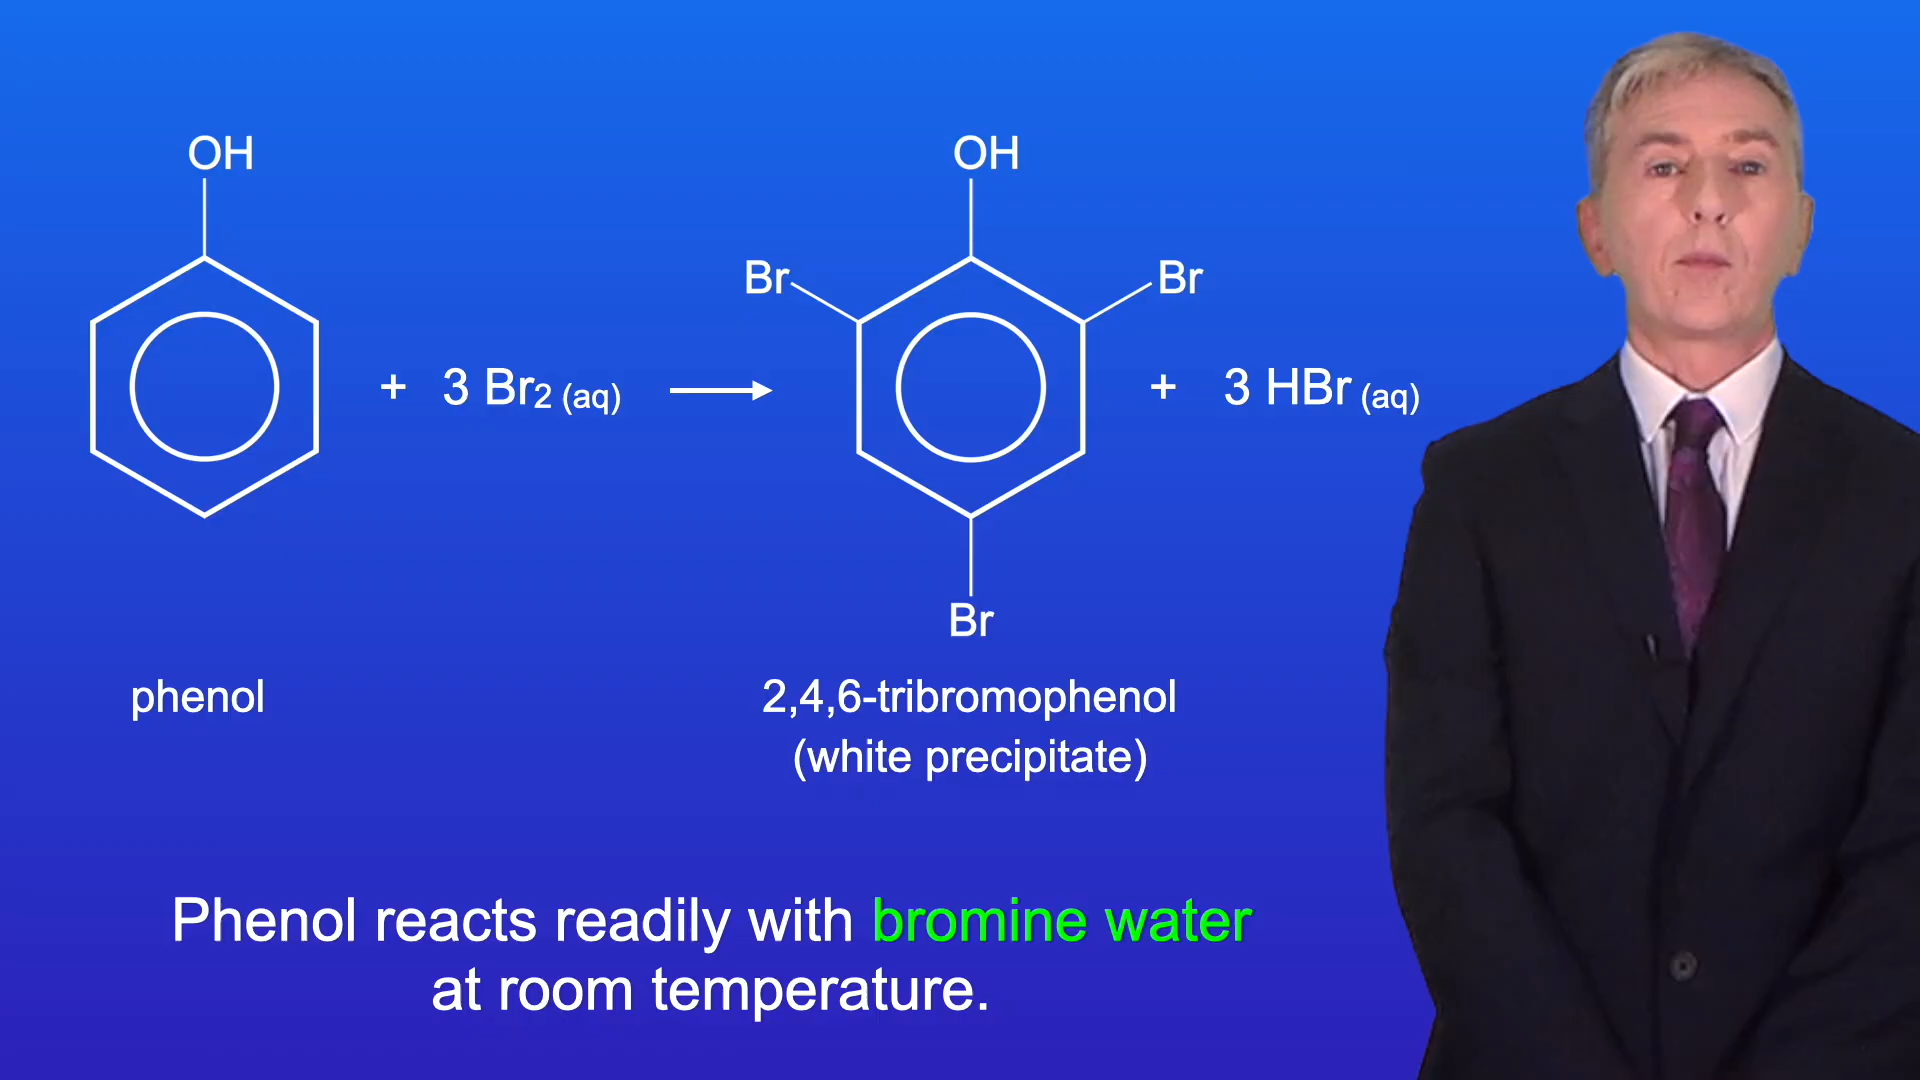 OH
OH
Br
Br
+ 3 Br2 (aq) ⟶ + 3 HBr (aq)
Br
phenol
2,4,6-tribromophenol
(white precipitate)
Phenol reacts readily with bromine water
at room temperature.